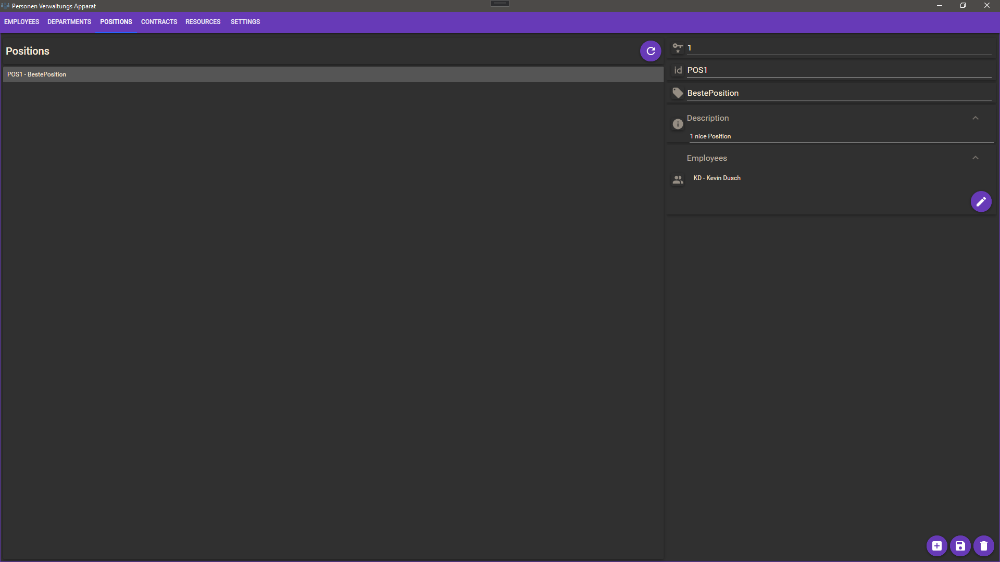 Personen Verwaltungs Apparat
EMPLOYEES DEPARTMENTS POSITIONS CONTRACTS RESOURCES SETTINGS
Positions
POS1 - BestePosition
1
id POS1
BestePosition
Description
1 nice Position
Employees
KD - Kevin Dusch